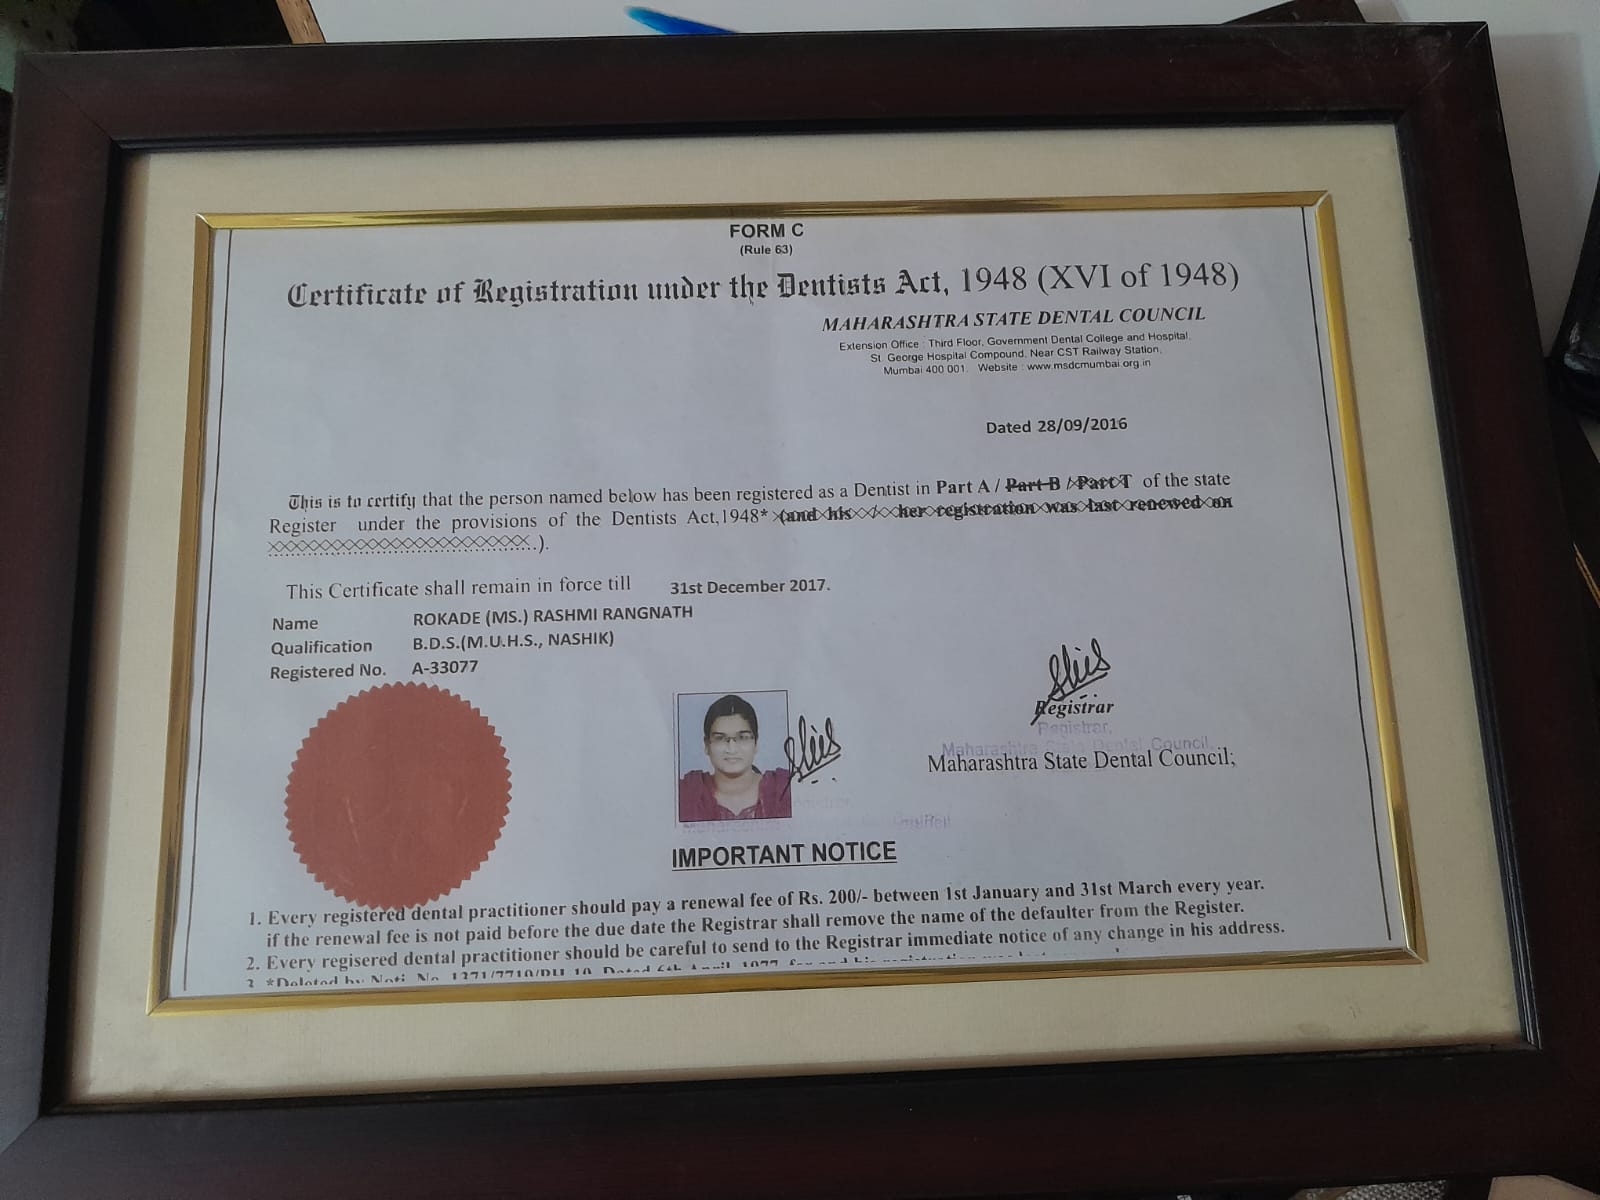 FORM C
(Rule 63)
Certificate of Registration under the Dentists Act, 1948 (XVI of 1948)
MAHARASHTRA STATE DENTAL COUNCIL
Extension Office : Third Floor, Government Dental College and Hospital,
St. George Hospital Compound, Near CST Railway Station,
Mumbai 400 001. Website : www.msdcmumbai.org.in
Dated 28/09/2016
This is to certify that the person named below has been registered as a Dentist in Part A / Part B / Part T of the state
Register under the provisions of the Dentists Act,1948* (and his / her registration was last renewed on
.).
This Certificate shall remain in force till 31st December 2017.
Name ROKADE (MS.) RASHMI RANGNATH
Qualification B.D.S.(M.U.H.S., NASHIK)
Registered No. A-33077
Registrar
Registrar,
Maharashtra State Dental Council,
Maharashtra State Dental Council;
IMPORTANT NOTICE
1. Every registered dental practitioner should pay a renewal fee of Rs. 200/- between 1st January and 31st March every year.
if the renewal fee is not paid before the due date the Registrar shall remove the name of the defaulter from the Register.
2. Every regisered dental practitioner should be careful to send to the Registrar immediate notice of any change in his address.
3 *Deleted by Noti. No.